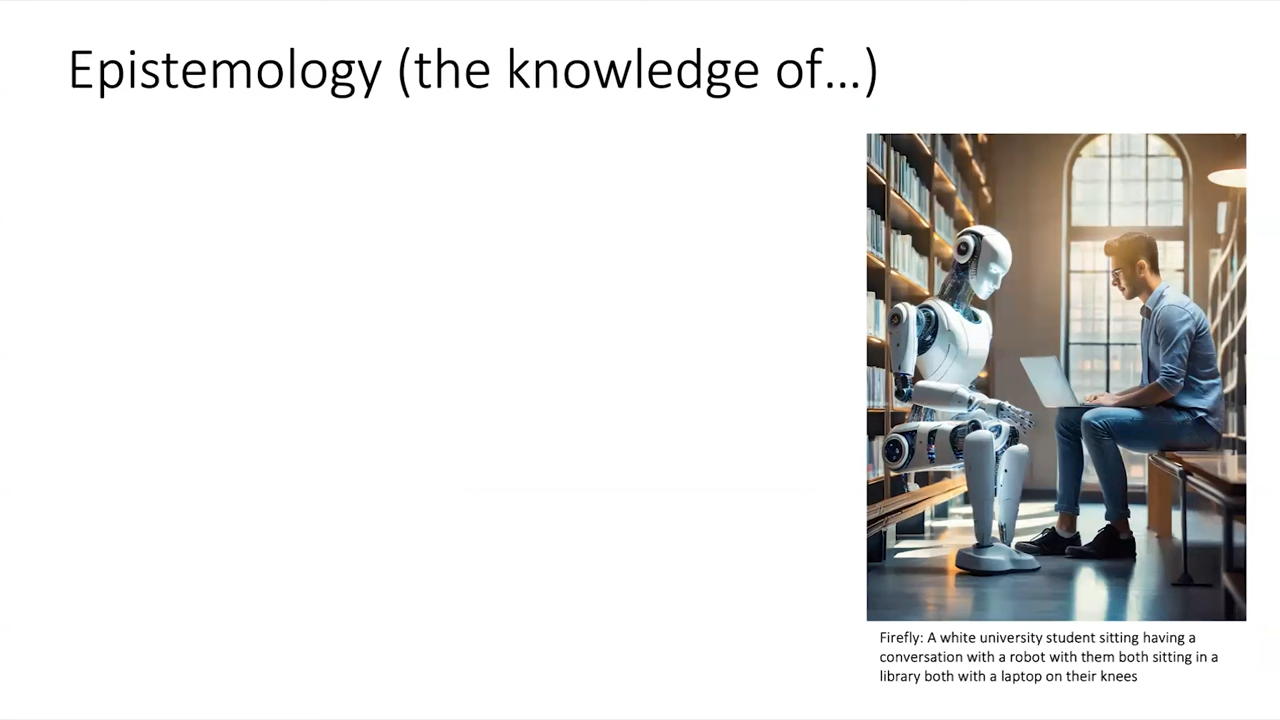 Epistemology (the knowledge of…)
Firefly: A white university student sitting having a
conversation with a robot with them both sitting in a
library both with a laptop on their knees